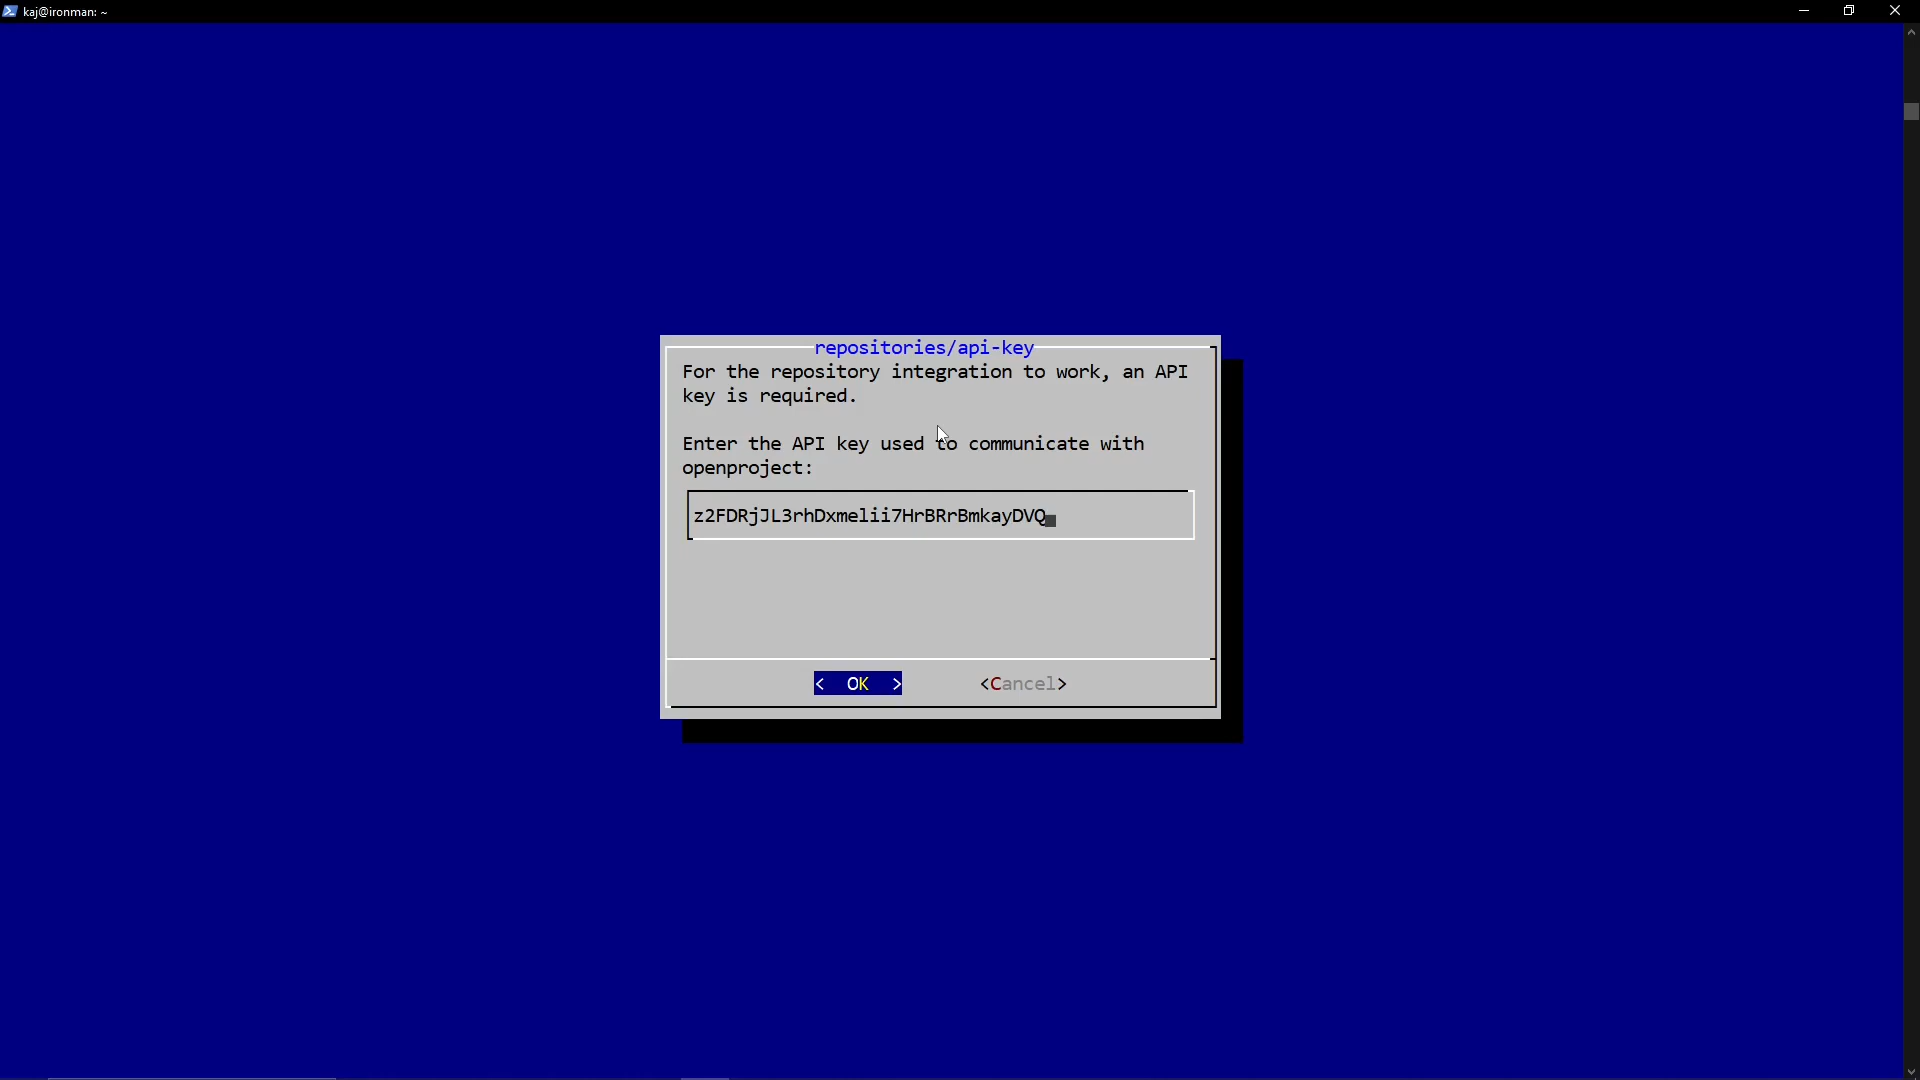 kaj@ironman: ~
repositories/api-key
For the repository integration to work, an API
key is required.
Enter the API key used to communicate with
openproject:
z2FDRjJL3rhDxmelii7HrBRrBmkayDVQ
< OK > <Cancel>